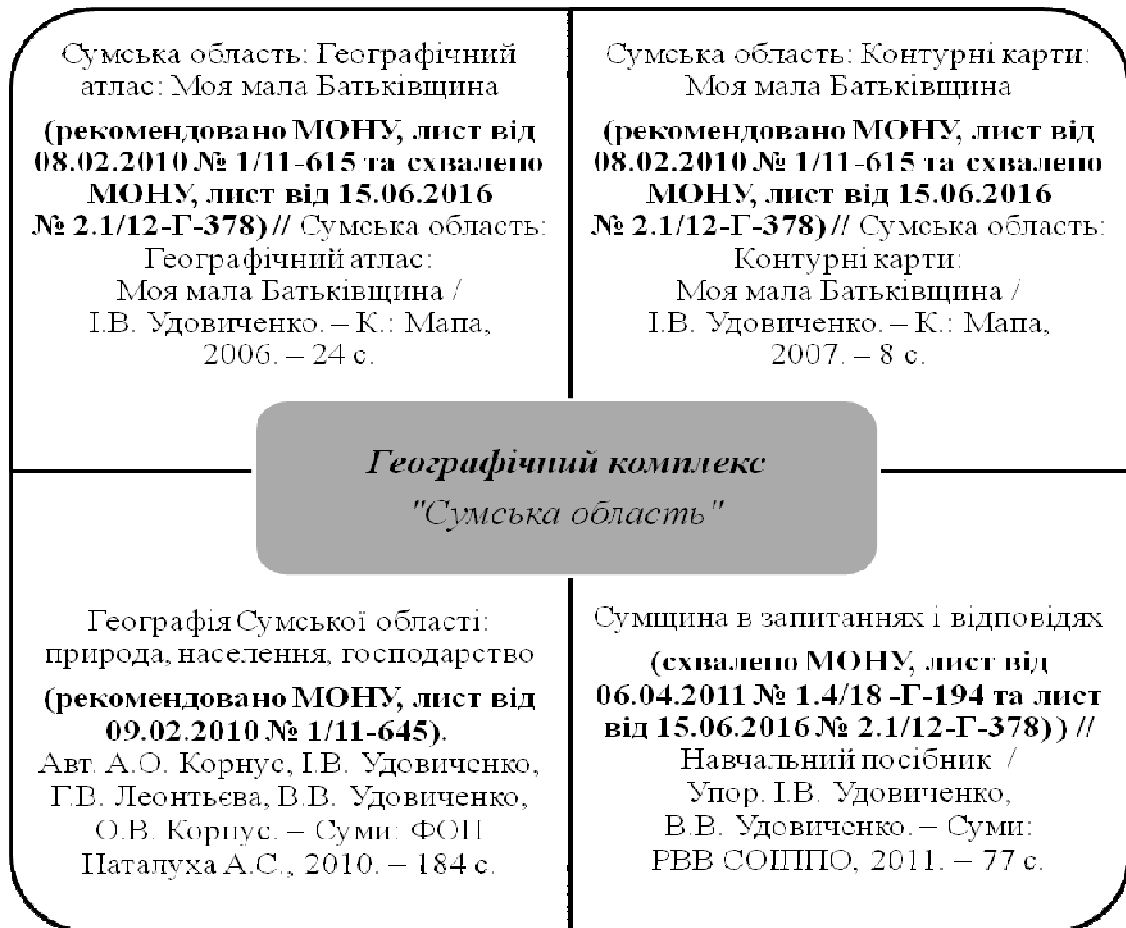 Сумська область: Географічний
атлас: Моя мала Батьківщина
(рекомендовано МОНУ, лист від
08.02.2010 № 1/11-615 та схвалено
МОНУ, лист від 15.06.2016
№ 2.1/12-Г-378) // Сумська область:
Географічний атлас:
Моя мала Батьківщина /
І.В. Удовиченко. – К.: Мапа,
2006. – 24 с.
Сумська область: Контурні карти:
Моя мала Батьківщина
(рекомендовано МОНУ, лист від
08.02.2010 № 1/11-615 та схвалено
МОНУ, лист від 15.06.2016
№ 2.1/12-Г-378) // Сумська область:
Контурні карти:
Моя мала Батьківщина /
І.В. Удовиченко. – К.: Мапа,
2007. – 8 с.
Географічний комплекс
"Сумська область"
Географія Сумської області:
природа, населення, господарство
(рекомендовано МОНУ, лист від
09.02.2010 № 1/11-645).
Авт. А.О. Корнус, І.В. Удовиченко,
Г.В. Леонтьєва, В.В. Удовиченко,
О.В. Корнус. – Суми: ФОП
Наталуха А.С., 2010. – 184 с.
Сумщина в запитаннях і відповідях
(схвалено МОНУ, лист від
06.04.2011 № 1.4/18 -Г-194 та лист
від 15.06.2016 № 2.1/12-Г-378) ) //
Навчальний посібник /
Упор. І.В. Удовиченко,
В.В. Удовиченко. – Суми:
РВВ СОІППО, 2011. – 77 с.